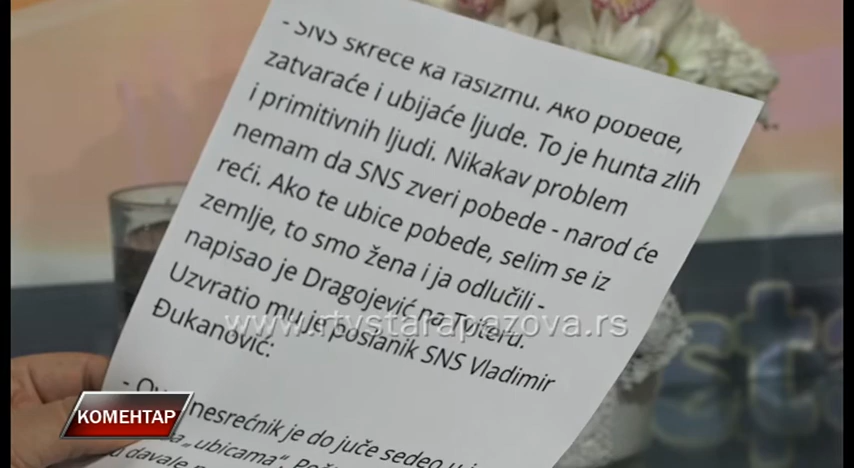 - SNS skreće ka fašizmu. Ako pobede,
zatvaraće i ubijaće ljude. To je hunta zlih
i primitivnih ljudi. Nikakav problem
nemam da SNS zveri pobede - narod će
reći. Ako te ubice pobede, selim se iz
zemlje, to smo žena i ja odlučili -
napisao je Dragojević na Tviteru.
Uzvratio mu je poslanik SNS Vladimir
Đukanović:
nesrećnik je do juče sedeo
„ubicama".
davale
www.rtvstarapazova.rs
КОМЕНТАР
sta